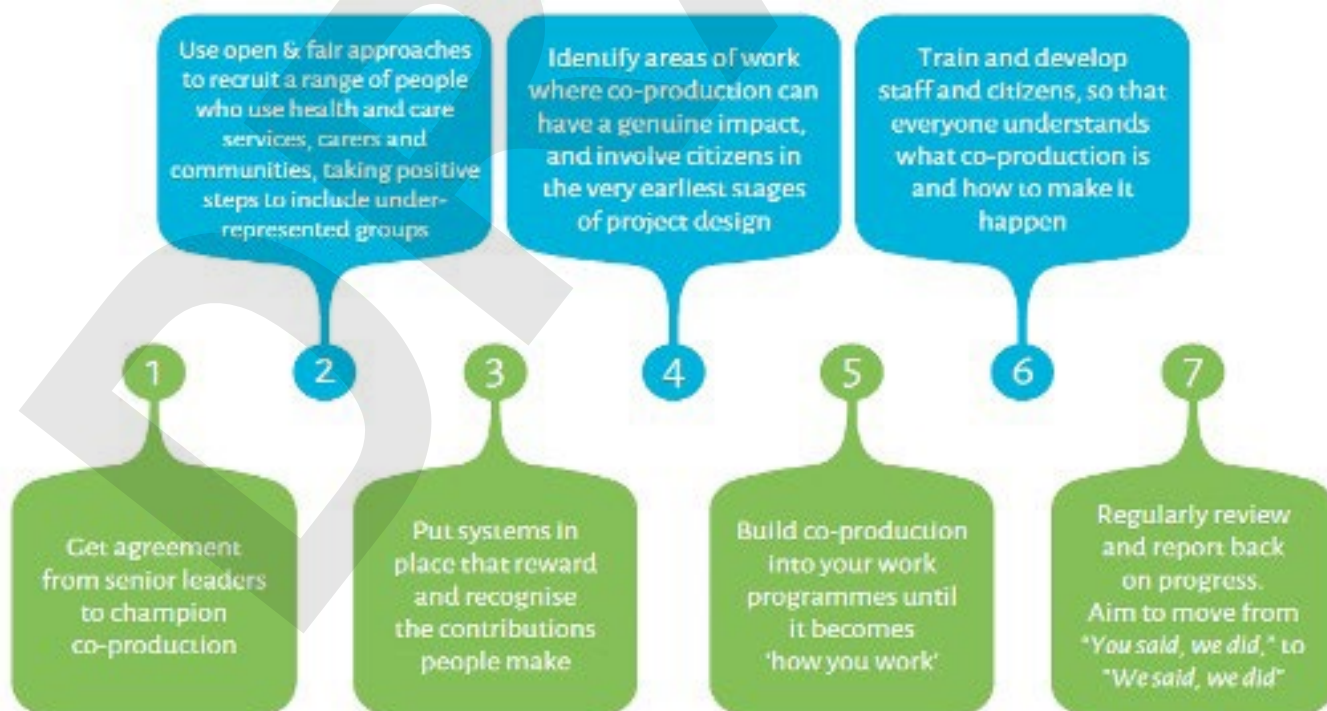 Use open & fair approaches
to recruit a range of people
who use health and care
services, carers and
communities, taking positive
steps to include under-
represented groups
Identify areas of work
where co-production can
have a genuine impact,
and involve citizens in
the very earliest stages
of project design
Train and develop
staff and citizens, so that
everyone understands
what co-production is
and how to make it
happen
1
2
3
4
5
6
7
Get agreement
from senior leaders
to champion
co-production
Put systems in
place that reward
and recognise
the contributions
people make
Build co-production
into your work
programmes until
it becomes
'how you work'
Regularly review
and report back
on progress.
Aim to move from
"You said, we did," to
"We said, we did"